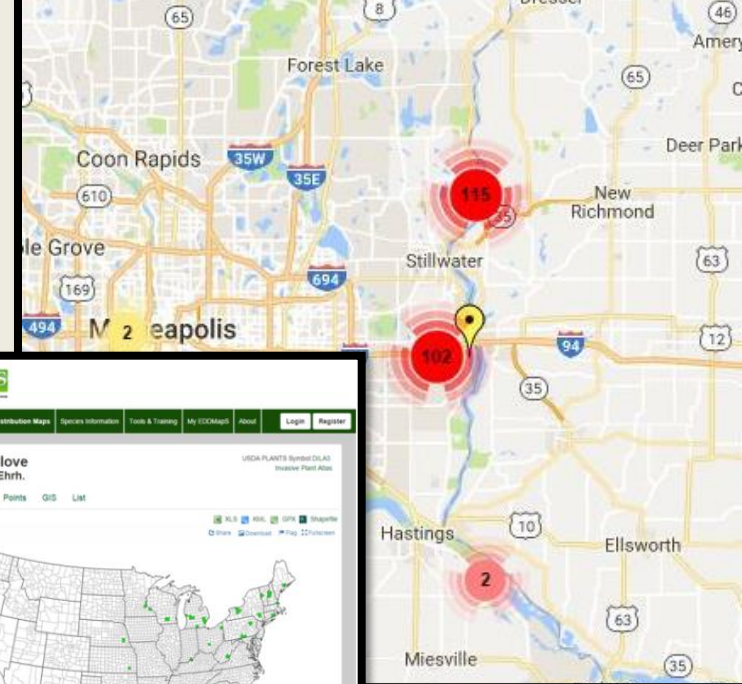 65
8
46
Amery
Forest Lake
65
Deer Park
Coon Rapids
35W
35E
115
35
610
New
Richmond
le Grove
Stillwater
63
694
169
494
M
2
eapolis
12
94
102
35
stribution Maps
Species Information
Tools & Training
My EDDMapS
About
Login
Register
love
Ehrh.
USDA PLANTS Symbol DILA3
Invasive Plant Atlas
Points
GIS
List
XLS
KML
GPX
Shapefile
Share
Download
Flag
Fullscreen
Hastings
10
Ellsworth
2
63
Miesville
35